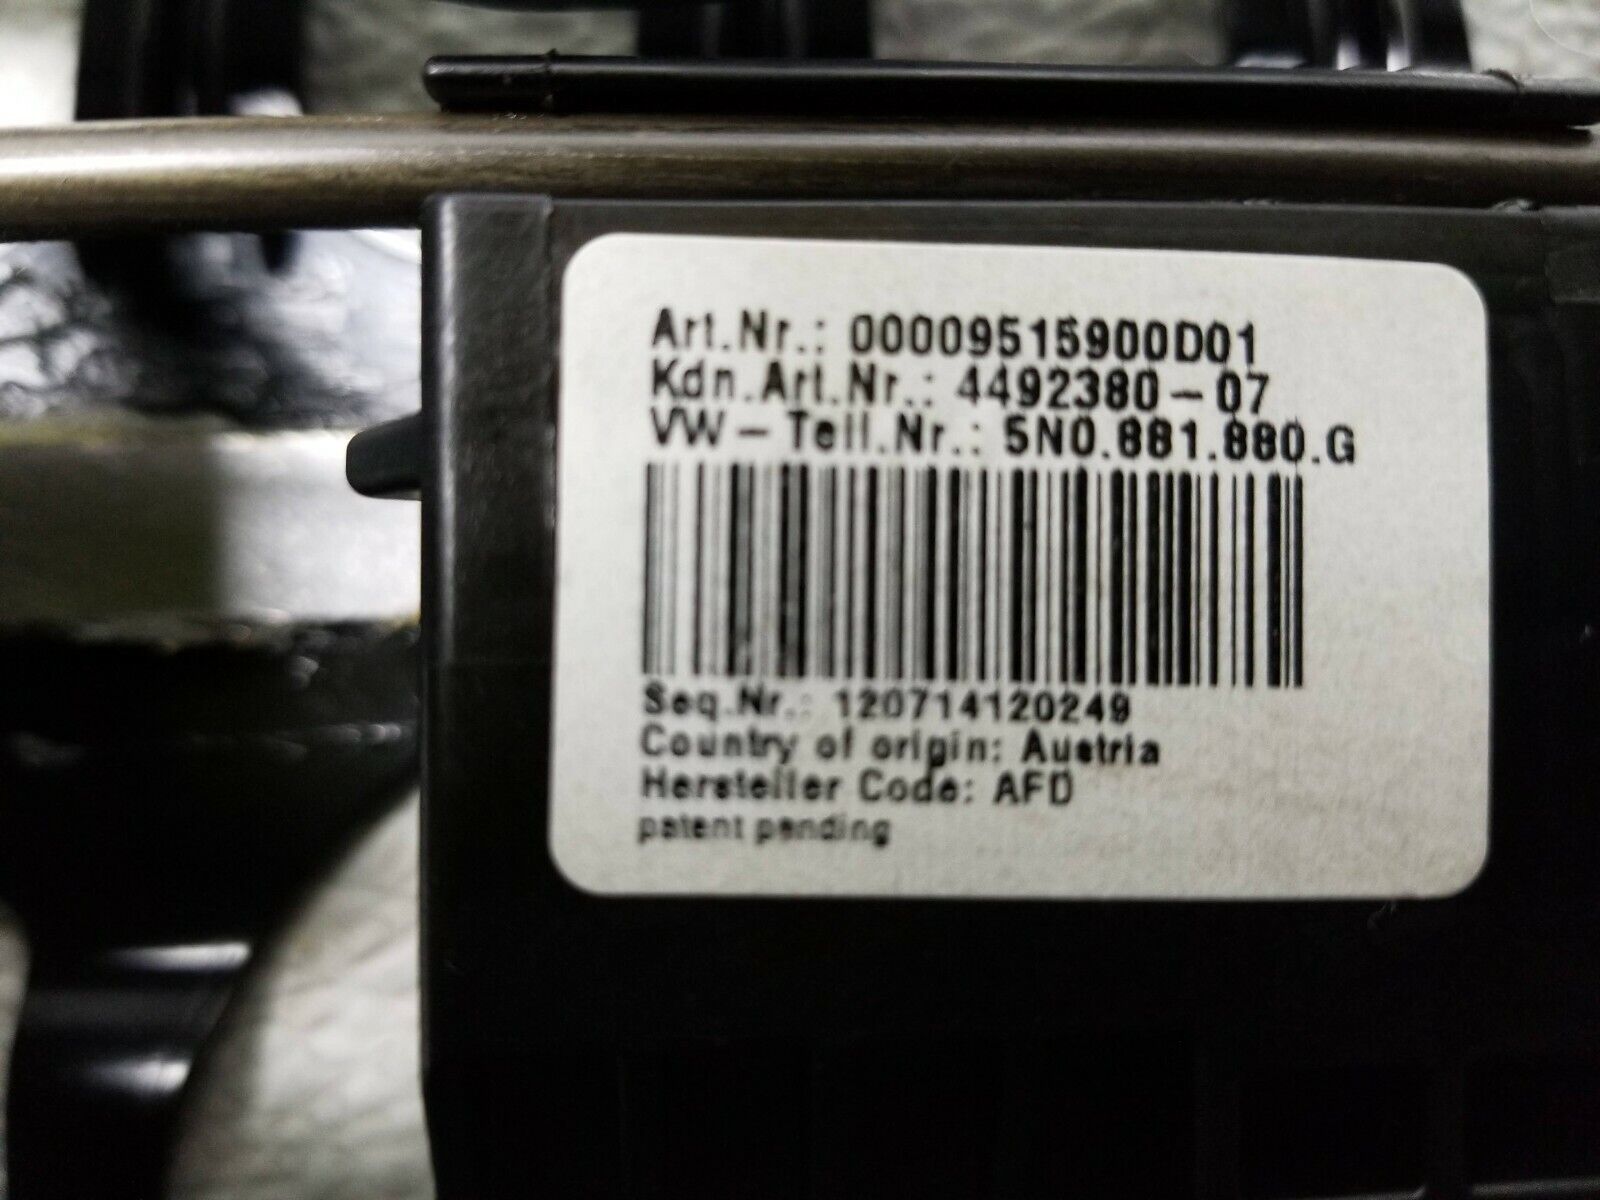 Art.Nr.: 00009515900D01
Kdn.Art.Nr.: 4492380-07
VW-Teil.Nr.: 5N0.881.880.G
Seq.Nr.: 120714120249
Country of origin: Austria
Hersteller Code: AFD
patent pending